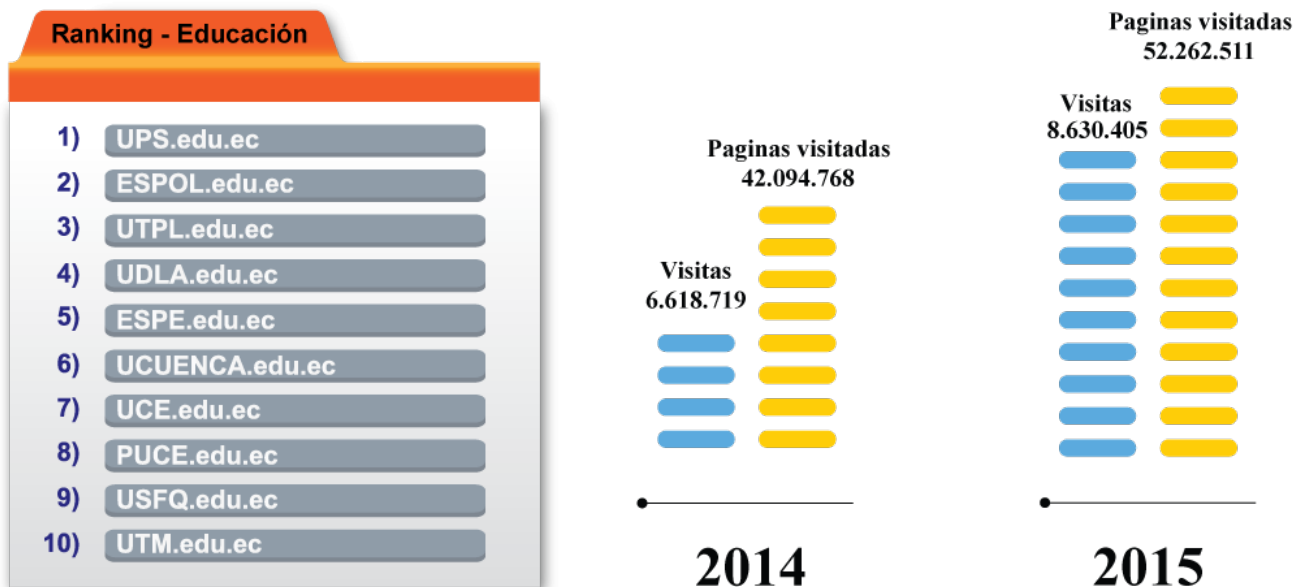 Ranking - Educación
1) UPS.edu.ec
2) ESPOL.edu.ec
3) UTPL.edu.ec
4) UDLA.edu.ec
5) ESPE.edu.ec
6) UCUENCA.edu.ec
7) UCE.edu.ec
8) PUCE.edu.ec
9) USFQ.edu.ec
10) UTM.edu.ec
Visitas
6.618.719
Paginas visitadas
42.094.768
2014
Visitas
8.630.405
Paginas visitadas
52.262.511
2015